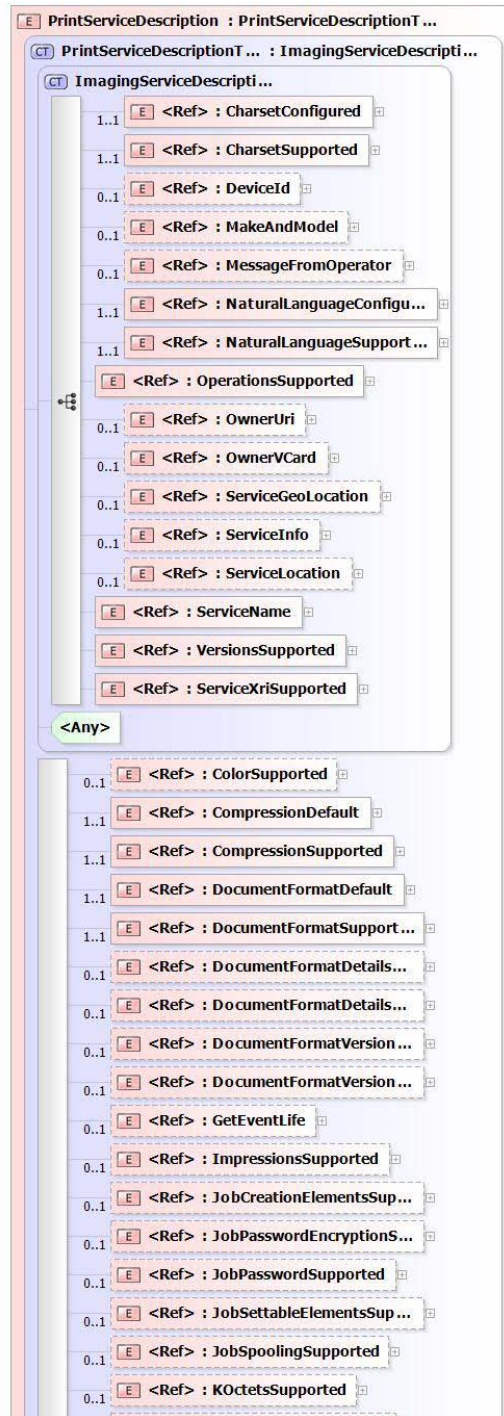 E PrintServiceDescription : PrintServiceDescriptionT...
CT PrintServiceDescriptionT... : ImagingServiceDescripti...
CT ImagingServiceDescripti...
1..1 E <Ref> : CharsetConfigured
1..1 E <Ref> : CharsetSupported
0..1 E <Ref> : DeviceId
0..1 E <Ref> : MakeAndModel
0..1 E <Ref> : MessageFromOperator
1..1 E <Ref> : NaturalLanguageConfigu...
1..1 E <Ref> : NaturalLanguageSupport...
E <Ref> : OperationsSupported
0..1 E <Ref> : OwnerUri
0..1 E <Ref> : OwnerVCard
0..1 E <Ref> : ServiceGeoLocation
0..1 E <Ref> : ServiceInfo
0..1 E <Ref> : ServiceLocation
E <Ref> : ServiceName
E <Ref> : VersionsSupported
E <Ref> : ServiceXriSupported
<Any>
0..1 E <Ref> : ColorSupported
1..1 E <Ref> : CompressionDefault
1..1 E <Ref> : CompressionSupported
1..1 E <Ref> : DocumentFormatDefault
1..1 E <Ref> : DocumentFormatSupport...
0..1 E <Ref> : DocumentFormatDetails...
0..1 E <Ref> : DocumentFormatDetails...
0..1 E <Ref> : DocumentFormatVersion...
0..1 E <Ref> : DocumentFormatVersion...
0..1 E <Ref> : GetEventLife
0..1 E <Ref> : ImpressionsSupported
0..1 E <Ref> : JobCreationElementsSup...
0..1 E <Ref> : JobPasswordEncryptionS...
0..1 E <Ref> : JobPasswordSupported
0..1 E <Ref> : JobSettableElementsSup...
0..1 E <Ref> : JobSpoolingSupported
0..1 E <Ref> : KOctetsSupported